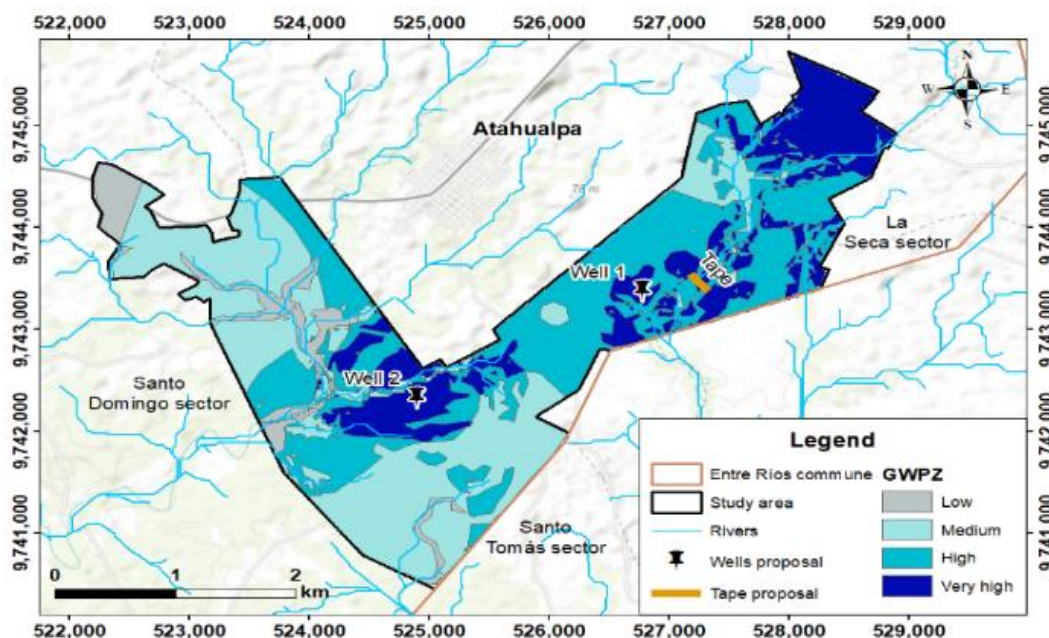 522,000 523,000 524,000 525,000 526,000 527,000 528,000 529,000
N
W E
S
9,745,000 9,745,000
Atahualpa
78 m
9,744,000 9,744,000
La
Seca sector
Well 1
Tape
9,743,000 9,743,000
Well 2
Santo
Domingo sector
9,742,000 9,742,000
Legend
Entre Ríos commune
Study area
Rivers
Wells proposal
Tape proposal
GWPZ
Low
Medium
High
Very high
9,741,000 9,741,000
Santo
Tomás sector
0 1 2
km
522,000 523,000 524,000 525,000 526,000 527,000 528,000 529,000